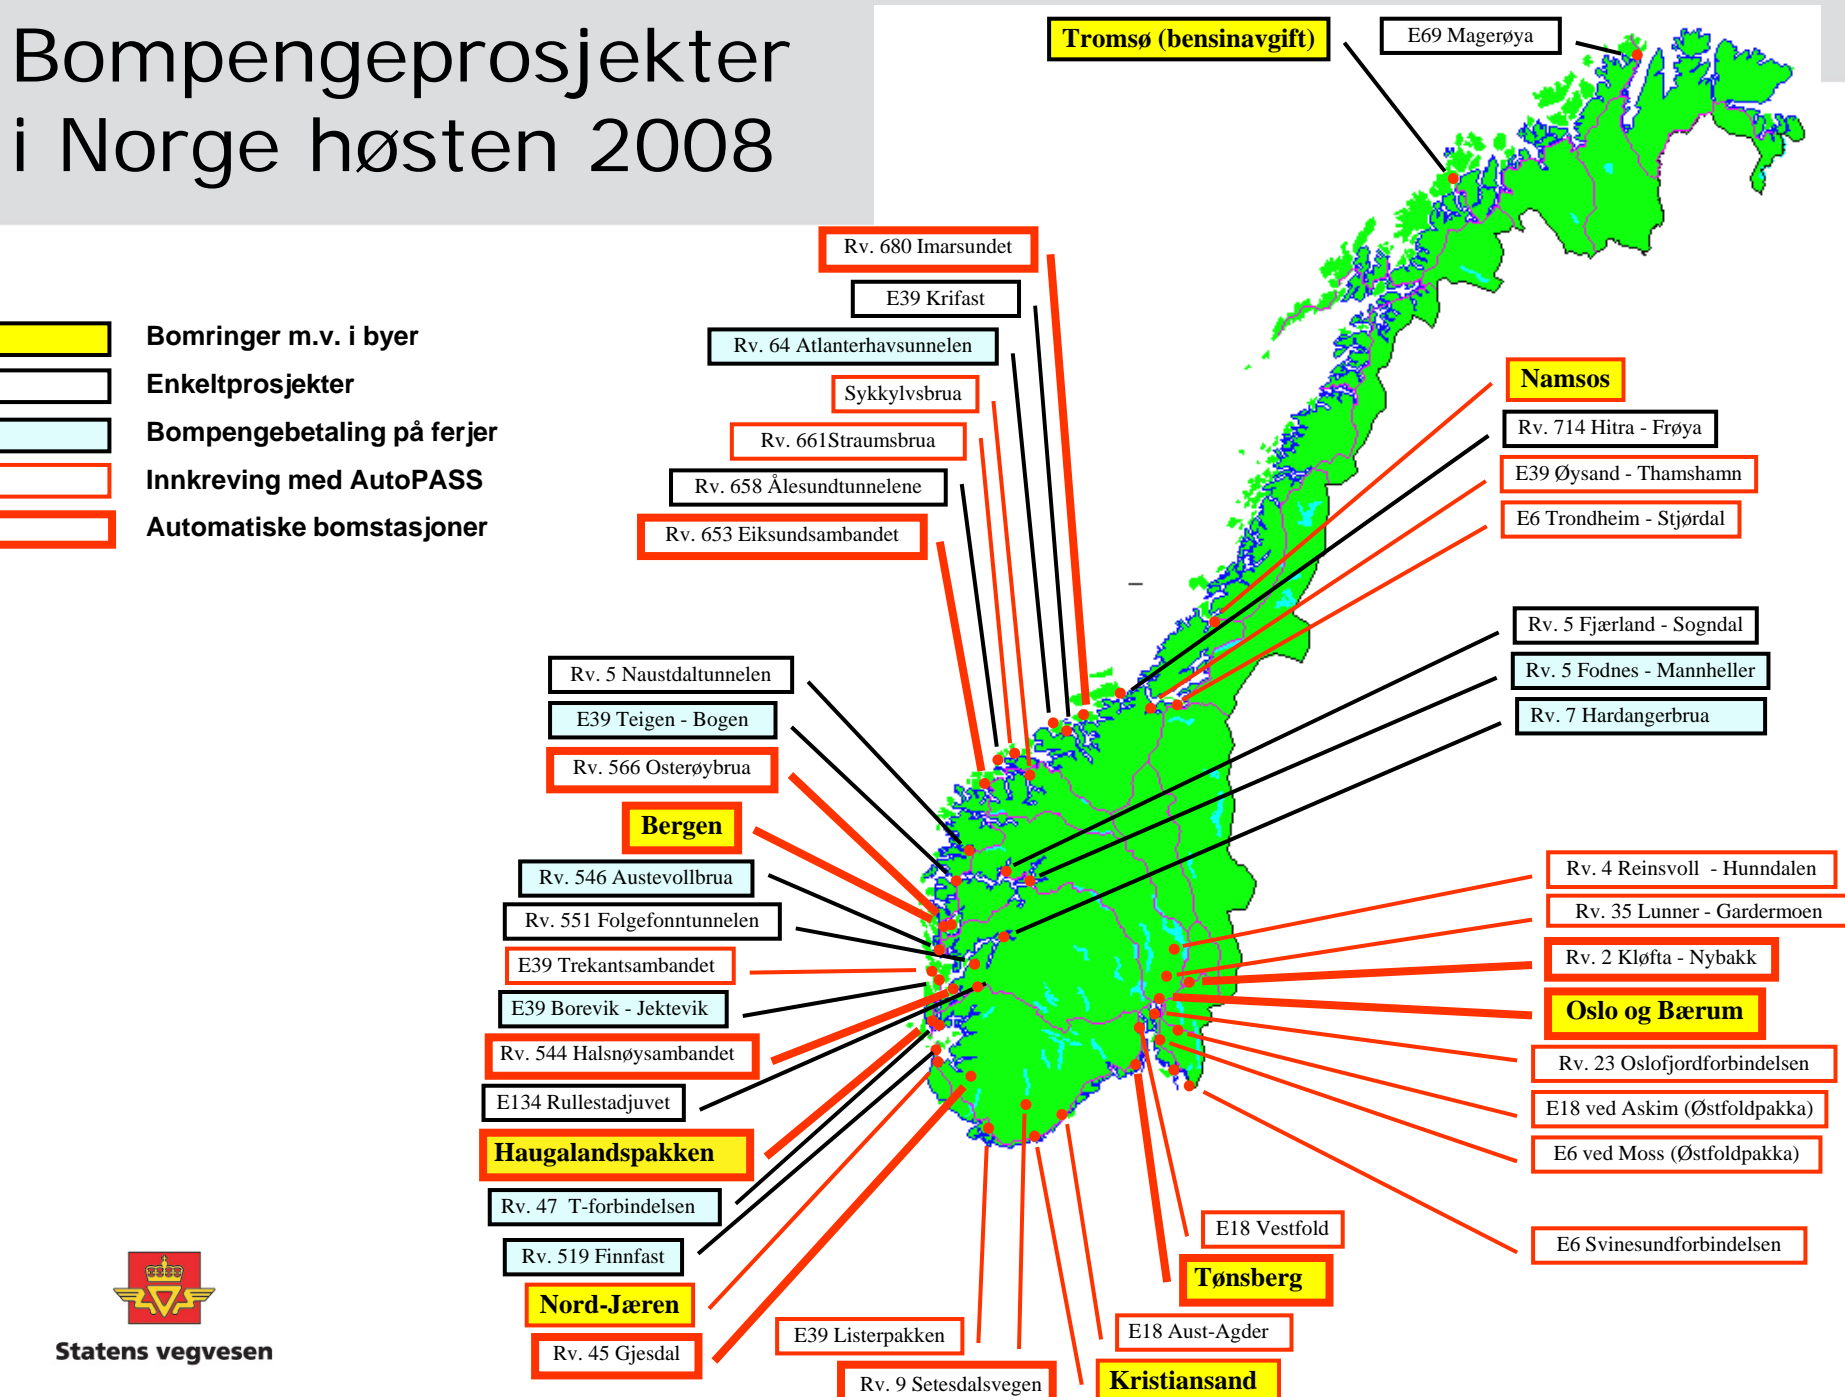 Bompengeprosjekter
i Norge høsten 2008
Tromsø (bensinavgift)
E69 Magerøya
Bomringer m.v. i byer
Enkeltprosjekter
Bompengebetaling på ferjer
Innkreving med AutoPASS
Automatiske bomstasjoner
Rv. 680 Imarsundet
E39 Krifast
Rv. 64 Atlanterhavsunnelen
Sykkylvsbrua
Rv. 661Straumsbrua
Rv. 658 Ålesundtunnelene
Rv. 653 Eiksundsambandet
Namsos
Rv. 714 Hitra - Frøya
E39 Øysand - Thamshamn
E6 Trondheim - Stjørdal
Rv. 5 Fjærland - Sogndal
Rv. 5 Fodnes - Mannheller
Rv. 7 Hardangerbrua
Rv. 5 Naustdaltunnelen
E39 Teigen - Bogen
Rv. 566 Osterøybrua
Bergen
Rv. 546 Austevollbrua
Rv. 551 Folgefonntunnelen
E39 Trekantsambandet
E39 Borevik - Jektevik
Rv. 544 Halsnøysambandet
E134 Rullestadjuvet
Haugalandspakken
Rv. 47 T-forbindelsen
Rv. 519 Finnfast
Nord-Jæren
Rv. 45 Gjesdal
Rv. 4 Reinsvoll - Hunndalen
Rv. 35 Lunner - Gardermoen
Rv. 2 Kløfta - Nybakk
Oslo og Bærum
Rv. 23 Oslofjordforbindelsen
E18 ved Askim (Østfoldpakka)
E6 ved Moss (Østfoldpakka)
E6 Svinesundforbindelsen
E18 Vestfold
Tønsberg
E18 Aust-Agder
Kristiansand
E39 Listerpakken
Rv. 9 Setesdalsvegen
Statens vegvesen